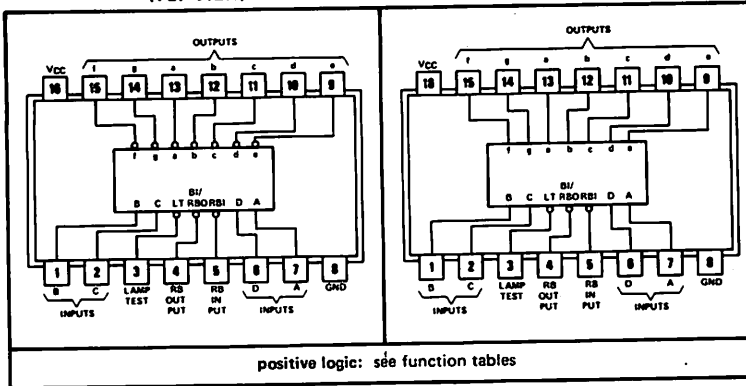 OUTPUTS
VCC f g a b c d e
16 15 14 13 12 11 10 9
f g a b c d e
BI/
B C LT RBO RBI D A
1 2 3 4 5 6 7 8
B C LAMP TEST RB OUT PUT RB IN PUT D A GND
INPUTS INPUTS
OUTPUTS
VCC f g a b c d e
16 15 14 13 12 11 10 9
f g a b c d e
BI/
B C LT RBO RBI D A
1 2 3 4 5 6 7 8
B C LAMP TEST RB OUT PUT RB IN PUT D A GND
INPUTS INPUTS
positive logic: see function tables